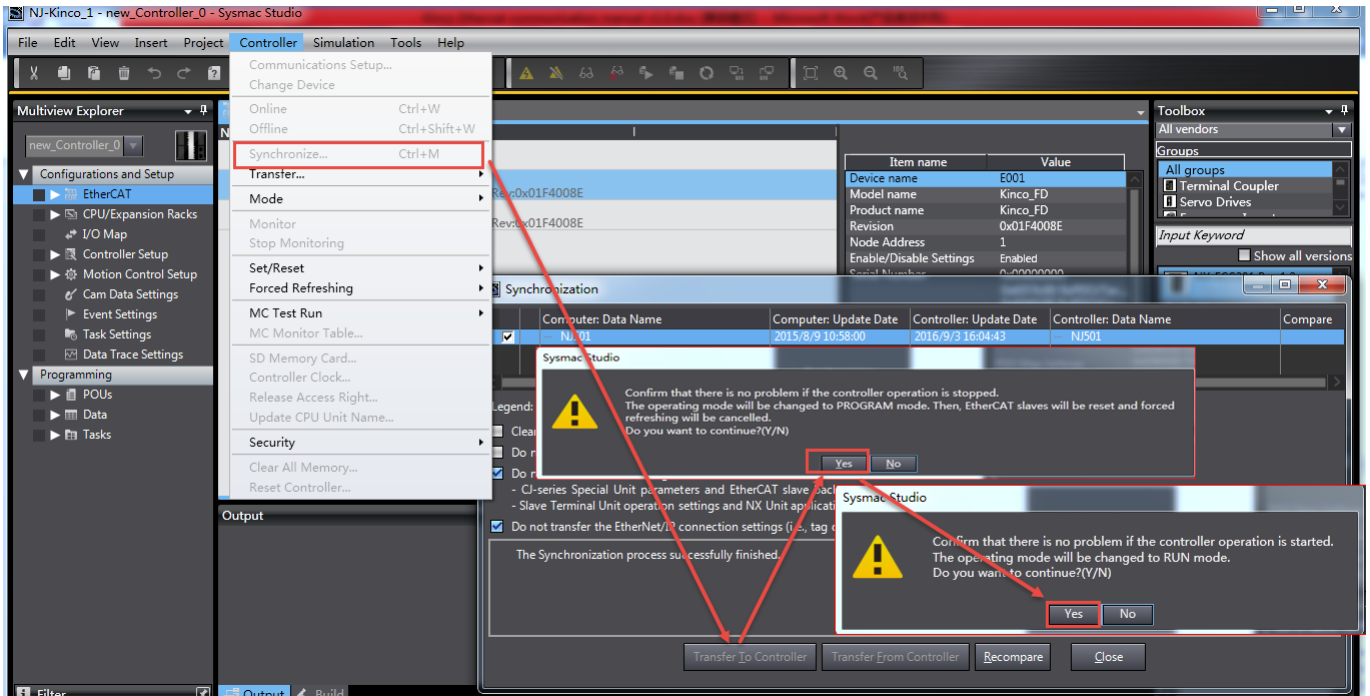 NJ-Kinco_1 - new_Controller_0 - Sysmac Studio
File Edit View Insert Project Controller Simulation Tools Help
Communications Setup...
Change Device
Online Ctrl+W
Offline Ctrl+Shift+W
Synchronize... Ctrl+M
Transfer...
Mode
Monitor
Stop Monitoring
Set/Reset
Forced Refreshing
MC Test Run
MC Monitor Table...
SD Memory Card...
Controller Clock...
Release Access Right...
Update CPU Unit Name...
Security
Clear All Memory...
Reset Controller...
Multiview Explorer
new_Controller_0
Configurations and Setup
EtherCAT
CPU/Expansion Racks
I/O Map
Controller Setup
Motion Control Setup
Cam Data Settings
Event Settings
Task Settings
Data Trace Settings
Programming
POUs
Data
Tasks
Filter
Rev:0x01F4008E
Rev:0x01F4008E
Item name Value
Device name E001
Model name Kinco_FD
Product name Kinco_FD
Revision 0x01F4008E
Node Address 1
Enable/Disable Settings Enabled
Serial Number 0x00000000
Toolbox
All vendors
Groups
All groups
Terminal Coupler
Servo Drives
Input Keyword
Show all versions
Synchronization
Computer: Data Name Computer: Update Date Controller: Update Date Controller: Data Name Compare
NJ501 2015/8/9 10:58:00 2016/9/3 16:04:43 NJ501
Legend:
Clear
Do n
Do n
- CJ-series Special Unit parameters and EtherCAT slave bac
- Slave Terminal Unit operation settings and NX Unit applicati
Do not transfer the EtherNet/IP connection settings (i.e., tag d
The Synchronization process successfully finished.
Transfer To Controller Transfer From Controller Recompare Close
Sysmac Studio
Confirm that there is no problem if the controller operation is stopped.
The operating mode will be changed to PROGRAM mode. Then, EtherCAT slaves will be reset and forced
refreshing will be cancelled.
Do you want to continue?(Y/N)
Yes No
Sysmac Studio
Confirm that there is no problem if the controller operation is started.
The operating mode will be changed to RUN mode.
Do you want to continue?(Y/N)
Yes No
Output
Output Build